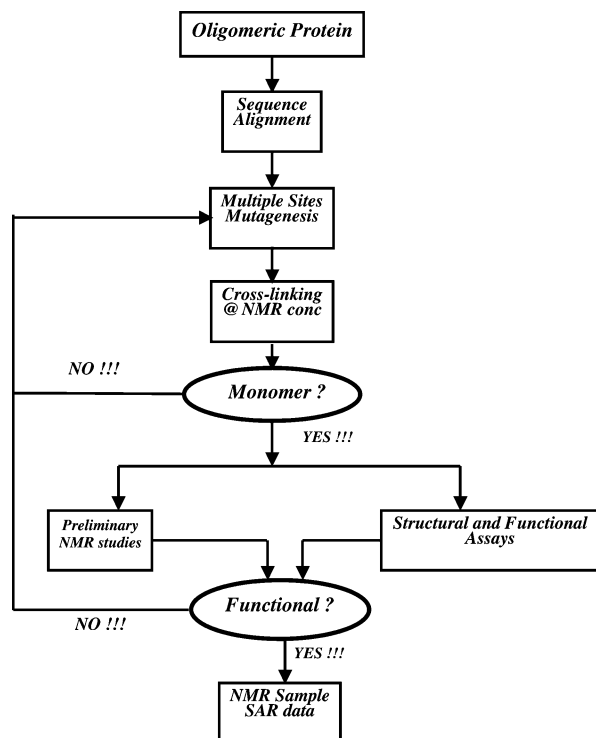 Oligomeric Protein
Sequence
Alignment
Multiple Sites
Mutagenesis
Cross-linking
@ NMR conc
NO !!!
Monomer ?
YES !!!
Preliminary
NMR studies
Structural and Functional
Assays
Functional ?
NO !!!
YES !!!
NMR Sample
SAR data